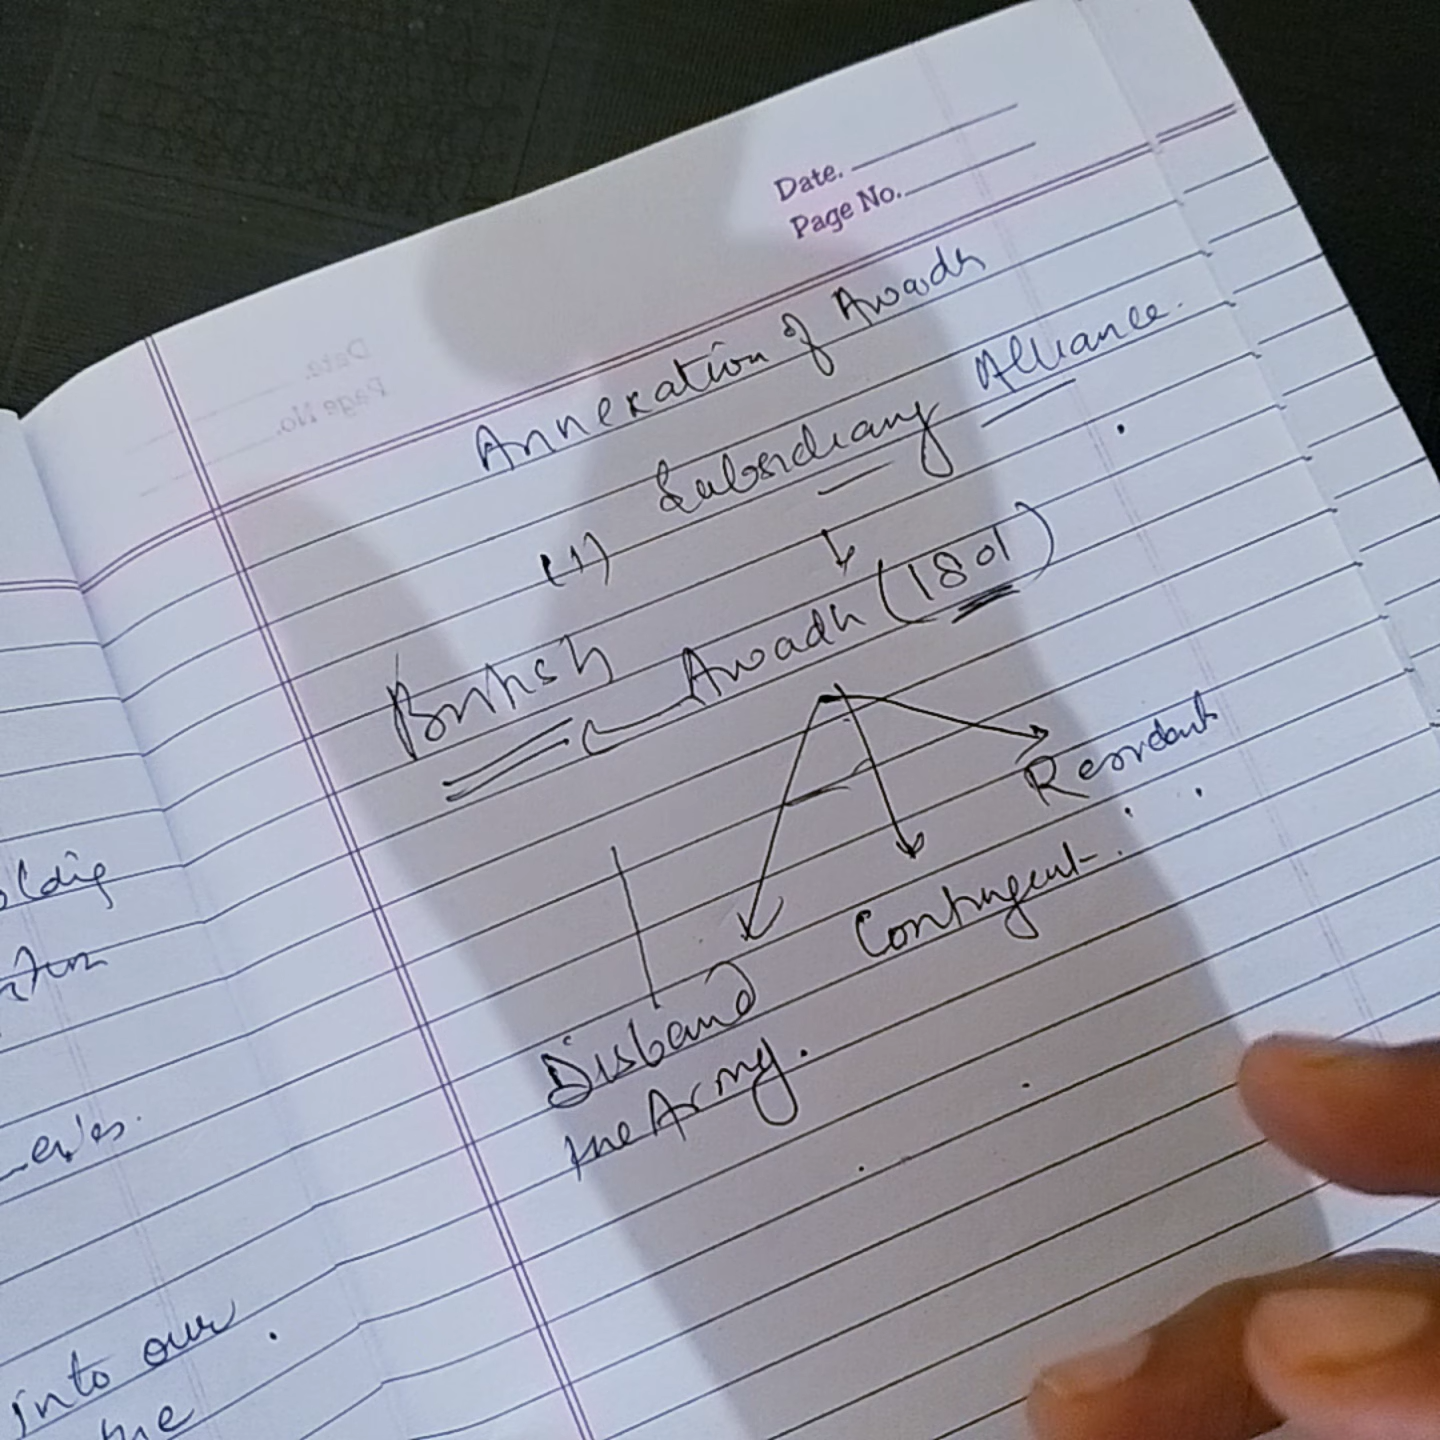 Date.
Page No.
Annexation of Awadh
(1) Subsidiary Alliance.
British Awadh (1801)
Resident
Contingent.
Disband
the Army.
into our
the